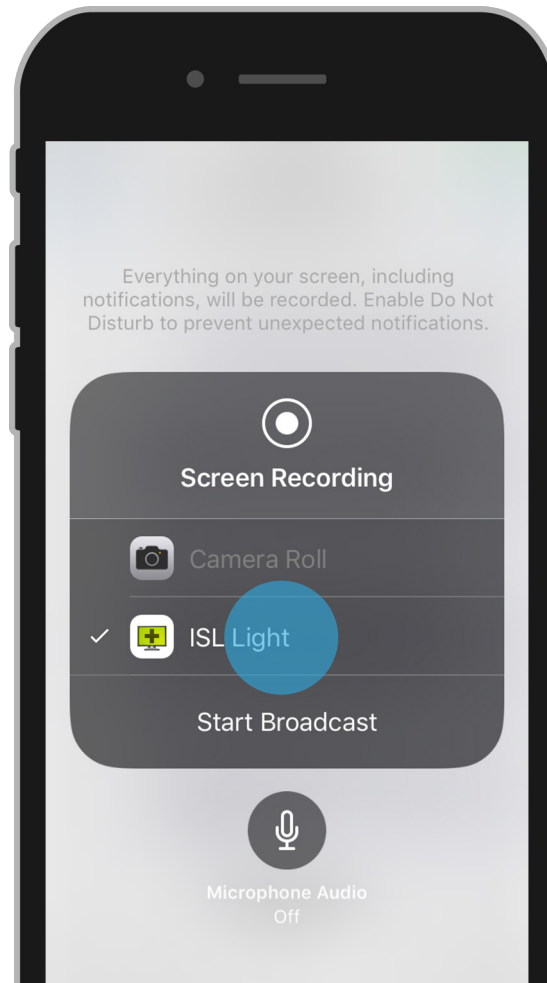 Everything on your screen, including
notifications, will be recorded. Enable Do Not
Disturb to prevent unexpected notifications.
Screen Recording
Camera Roll
ISL Light
Start Broadcast
Microphone Audio
Off